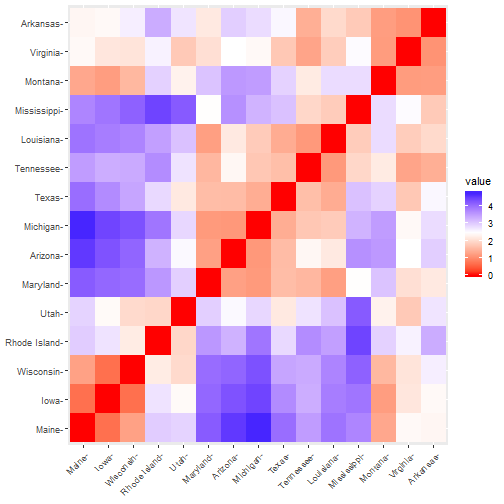 Arkansas
Virginia
Montana
Mississippi
Louisiana
Tennessee
Texas
Michigan
Arizona
Maryland
Utah
Rhode Island
Wisconsin
Iowa
Maine
value
4
3
2
1
0
Maine
Iowa
Wisconsin
Rhode Island
Utah
Maryland
Arizona
Michigan
Texas
Tennessee
Louisiana
Mississippi
Montana
Virginia
Arkansas